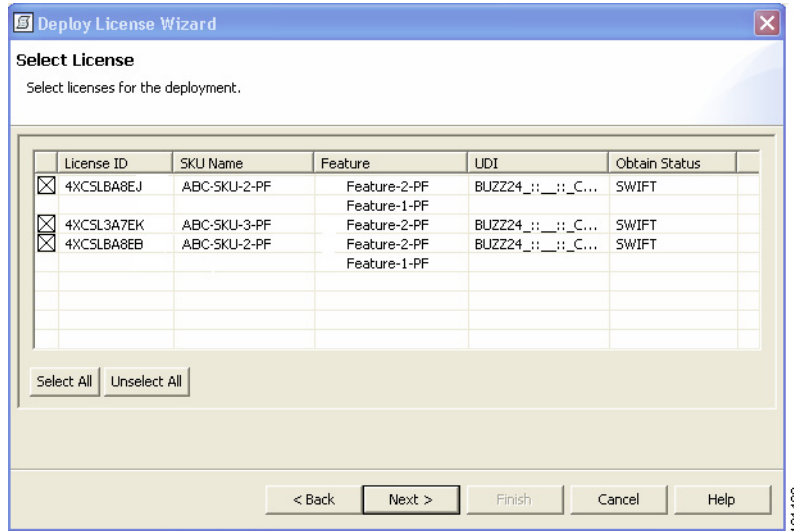 Deploy License Wizard
Select License
Select licenses for the deployment.
License ID SKU Name Feature UDI Obtain Status
4XCSLBA8EJ ABC-SKU-2-PF Feature-2-PF BUZZ24_::__::_C... SWIFT
Feature-1-PF
4XCSL3A7EK ABC-SKU-3-PF Feature-2-PF BUZZ24_::__::_C... SWIFT
4XCSLBA8EB ABC-SKU-2-PF Feature-2-PF BUZZ24_::__::_C... SWIFT
Feature-1-PF
Select All Unselect All
< Back Next > Finish Cancel Help